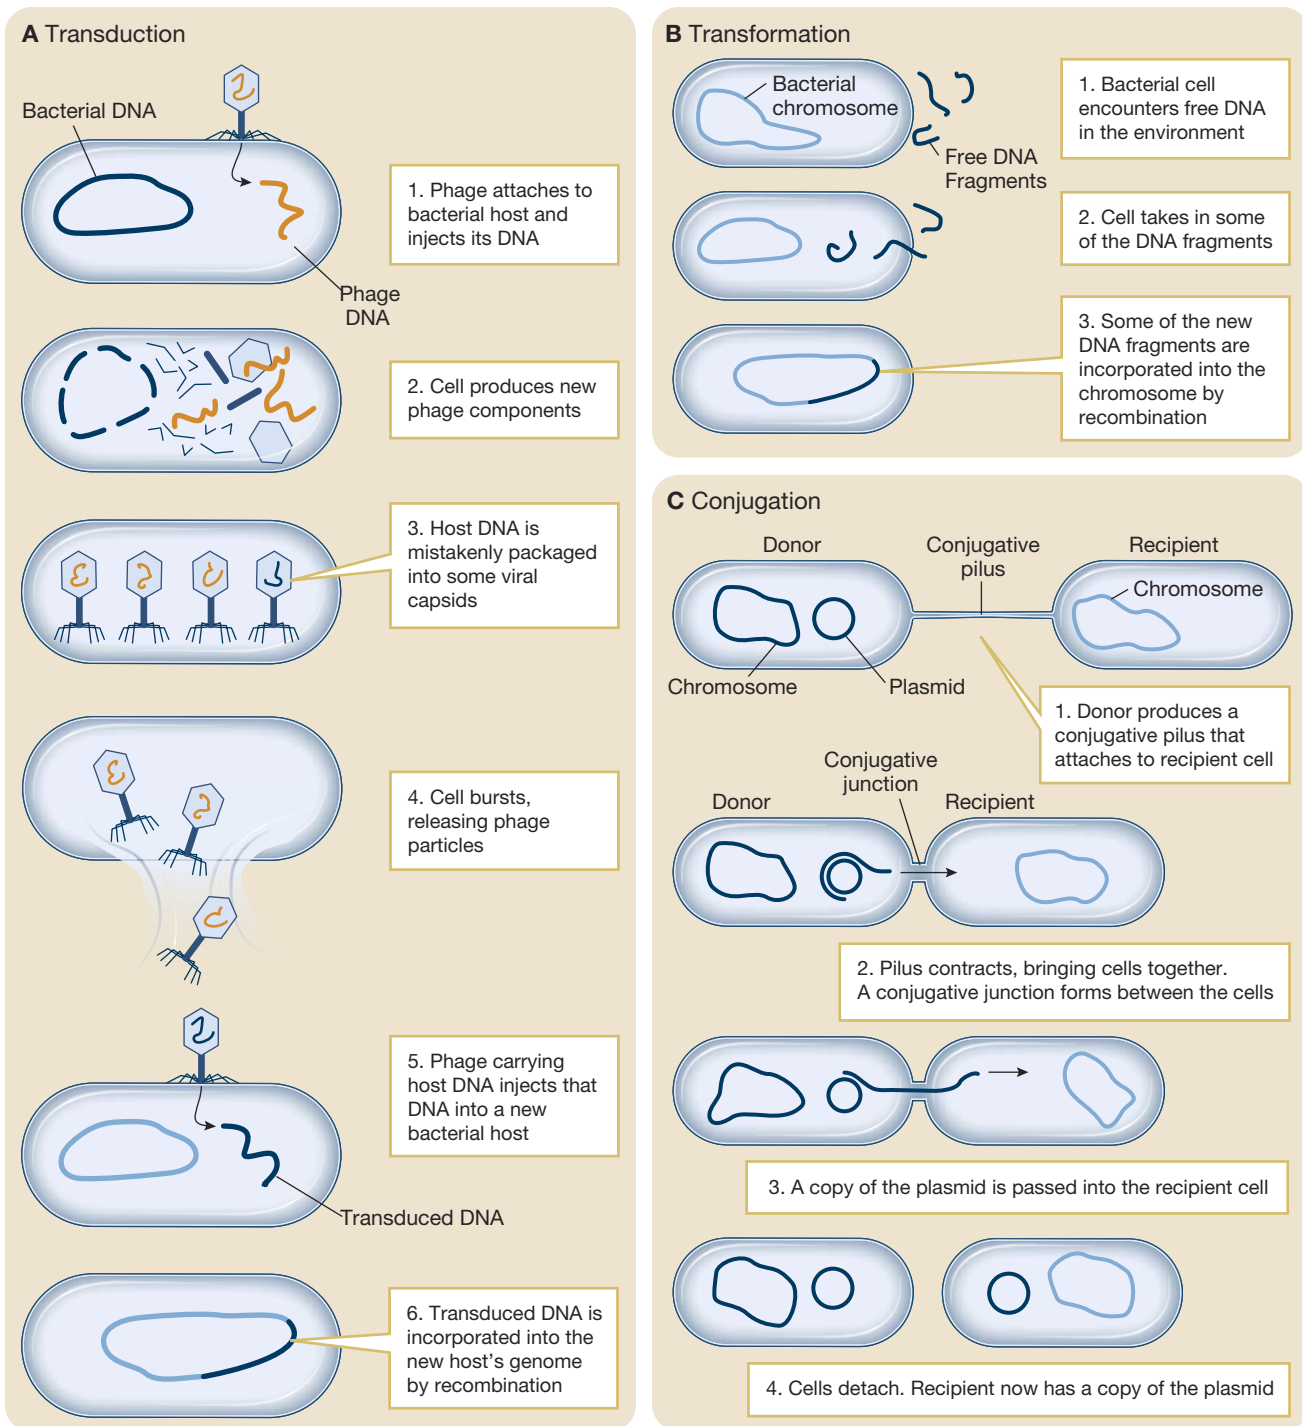 A Transduction
Bacterial DNA
1. Phage attaches to
bacterial host and
injects its DNA
Phage
DNA
2. Cell produces new
phage components
3. Host DNA is
mistakenly packaged
into some viral
capsids
4. Cell bursts,
releasing phage
particles
5. Phage carrying
host DNA injects that
DNA into a new
bacterial host
Transduced DNA
6. Transduced DNA is
incorporated into the
new host's genome
by recombination
B Transformation
Bacterial
chromosome
1. Bacterial cell
encounters free DNA
in the environment
Free DNA
Fragments
2. Cell takes in some
of the DNA fragments
3. Some of the new
DNA fragments are
incorporated into the
chromosome by
recombination
C Conjugation
Donor
Conjugative
pilus
Recipient
Chromosome
Chromosome
Plasmid
1. Donor produces a
conjugative pilus that
attaches to recipient cell
Conjugative
junction
Donor
Recipient
2. Pilus contracts, bringing cells together.
A conjugative junction forms between the cells
3. A copy of the plasmid is passed into the recipient cell
4. Cells detach. Recipient now has a copy of the plasmid